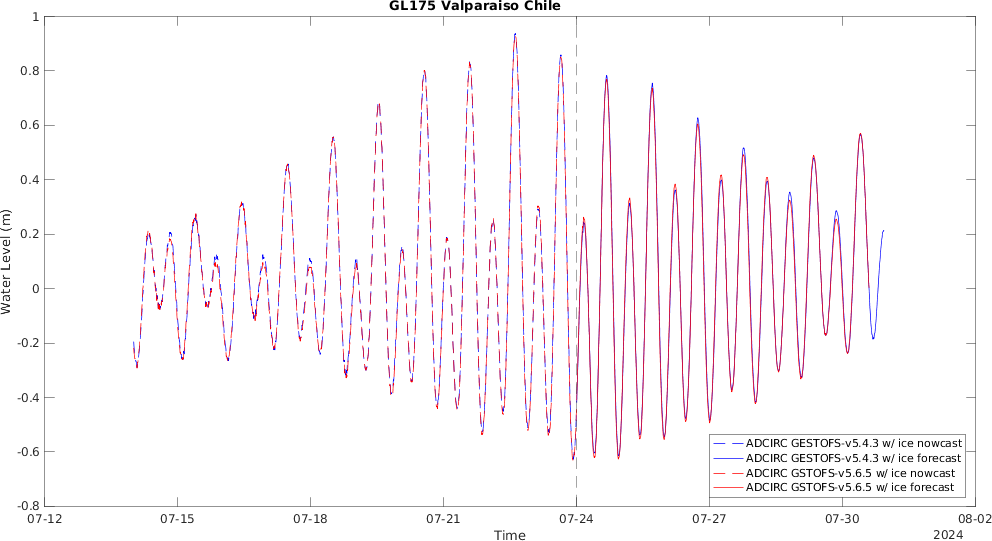 GL175 Valparaiso Chile
1
0.8
0.6
0.4
0.2
0
-0.2
-0.4
-0.6
-0.8
Water Level (m)
ADCIRC GESTOFS-v5.4.3 w/ ice nowcast
ADCIRC GESTOFS-v5.4.3 w/ ice forecast
ADCIRC GSTOFS-v5.6.5 w/ ice nowcast
ADCIRC GSTOFS-v5.6.5 w/ ice forecast
07-12 07-15 07-18 07-21 07-24 07-27 07-30 08-02
Time
2024